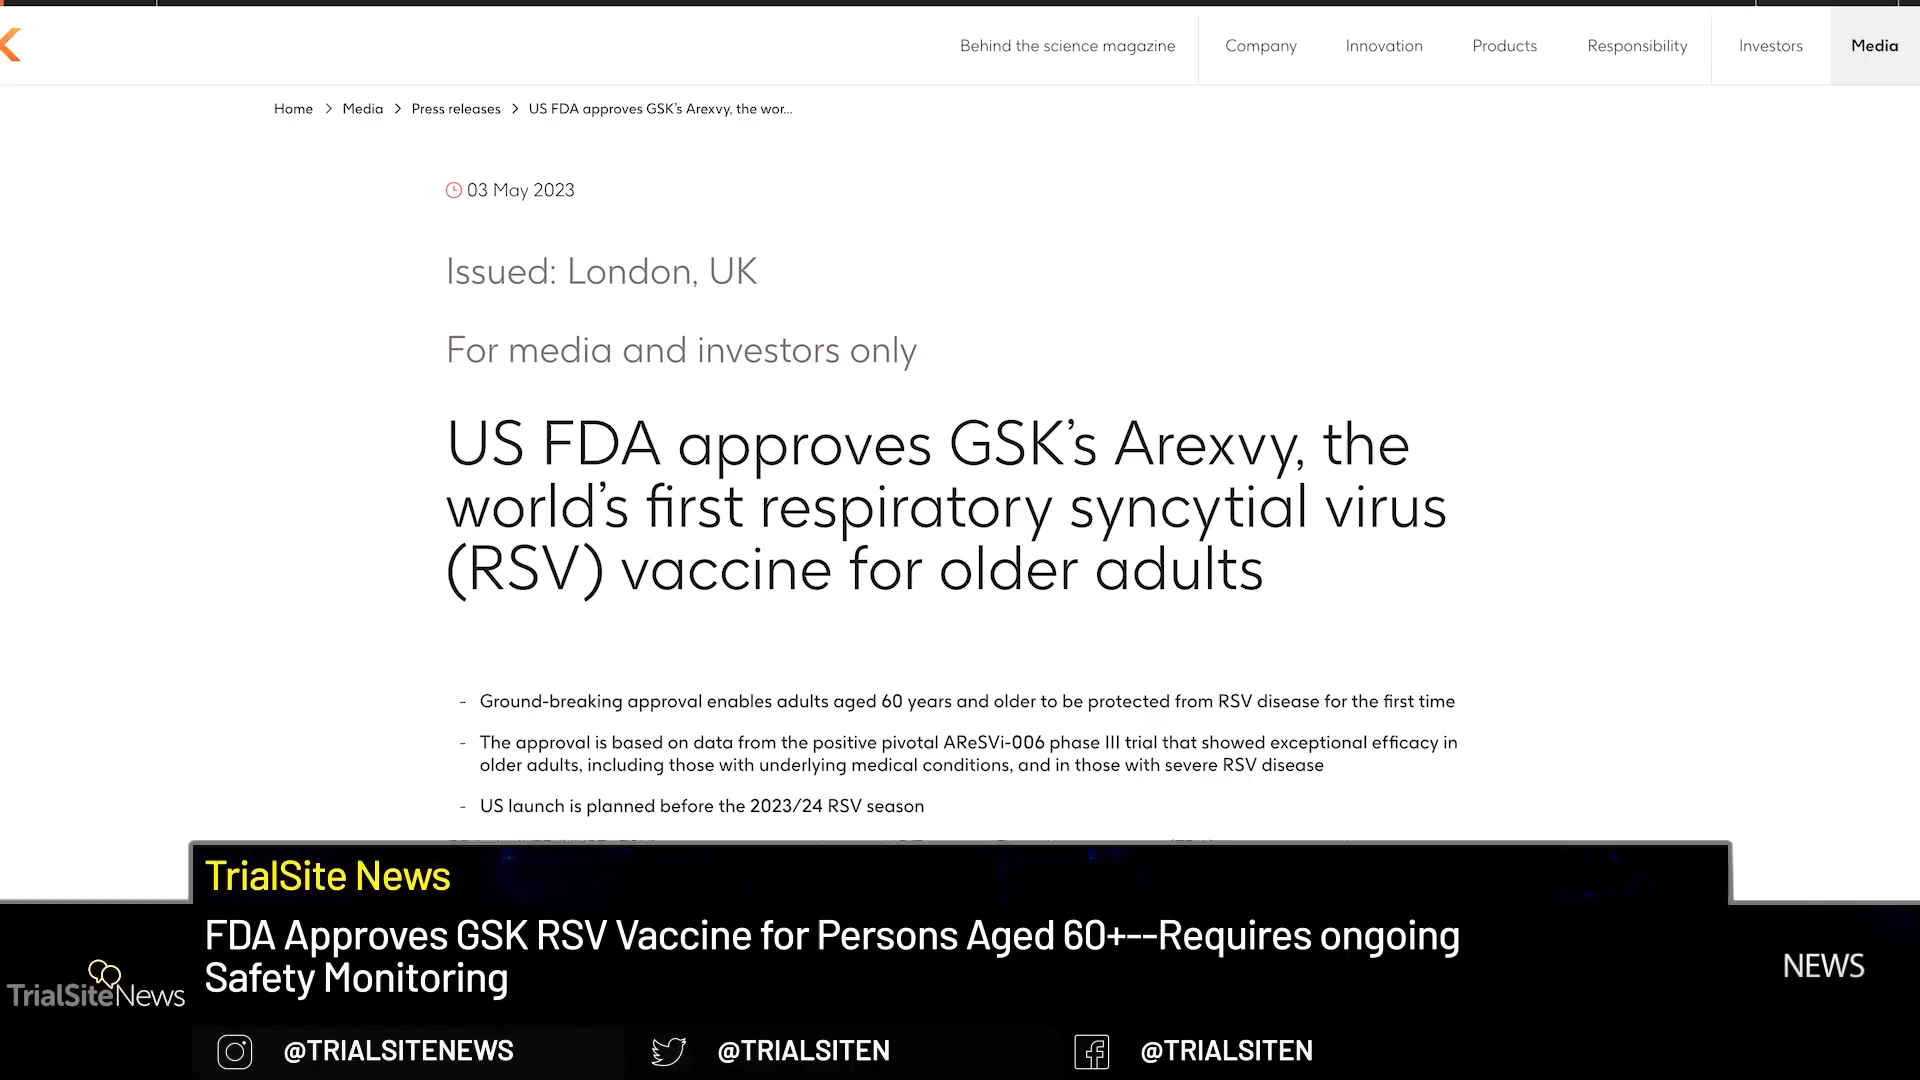 Behind the science magazine
Company
Innovation
Products
Responsibility
Investors
Media
Home > Media > Press releases > US FDA approves GSK's Arexvy, the wor...
03 May 2023
Issued: London, UK
For media and investors only
US FDA approves GSK's Arexvy, the
world's first respiratory syncytial virus
(RSV) vaccine for older adults
- Ground-breaking approval enables adults aged 60 years and older to be protected from RSV disease for the first time
- The approval is based on data from the positive pivotal AReSVi-006 phase III trial that showed exceptional efficacy in
older adults, including those with underlying medical conditions, and in those with severe RSV disease
- US launch is planned before the 2023/24 RSV season
TrialSite News
FDA Approves GSK RSV Vaccine for Persons Aged 60+--Requires ongoing
Safety Monitoring
TrialSiteNews
NEWS
@TRIALSITENEWS
@TRIALSITEN
@TRIALSITEN